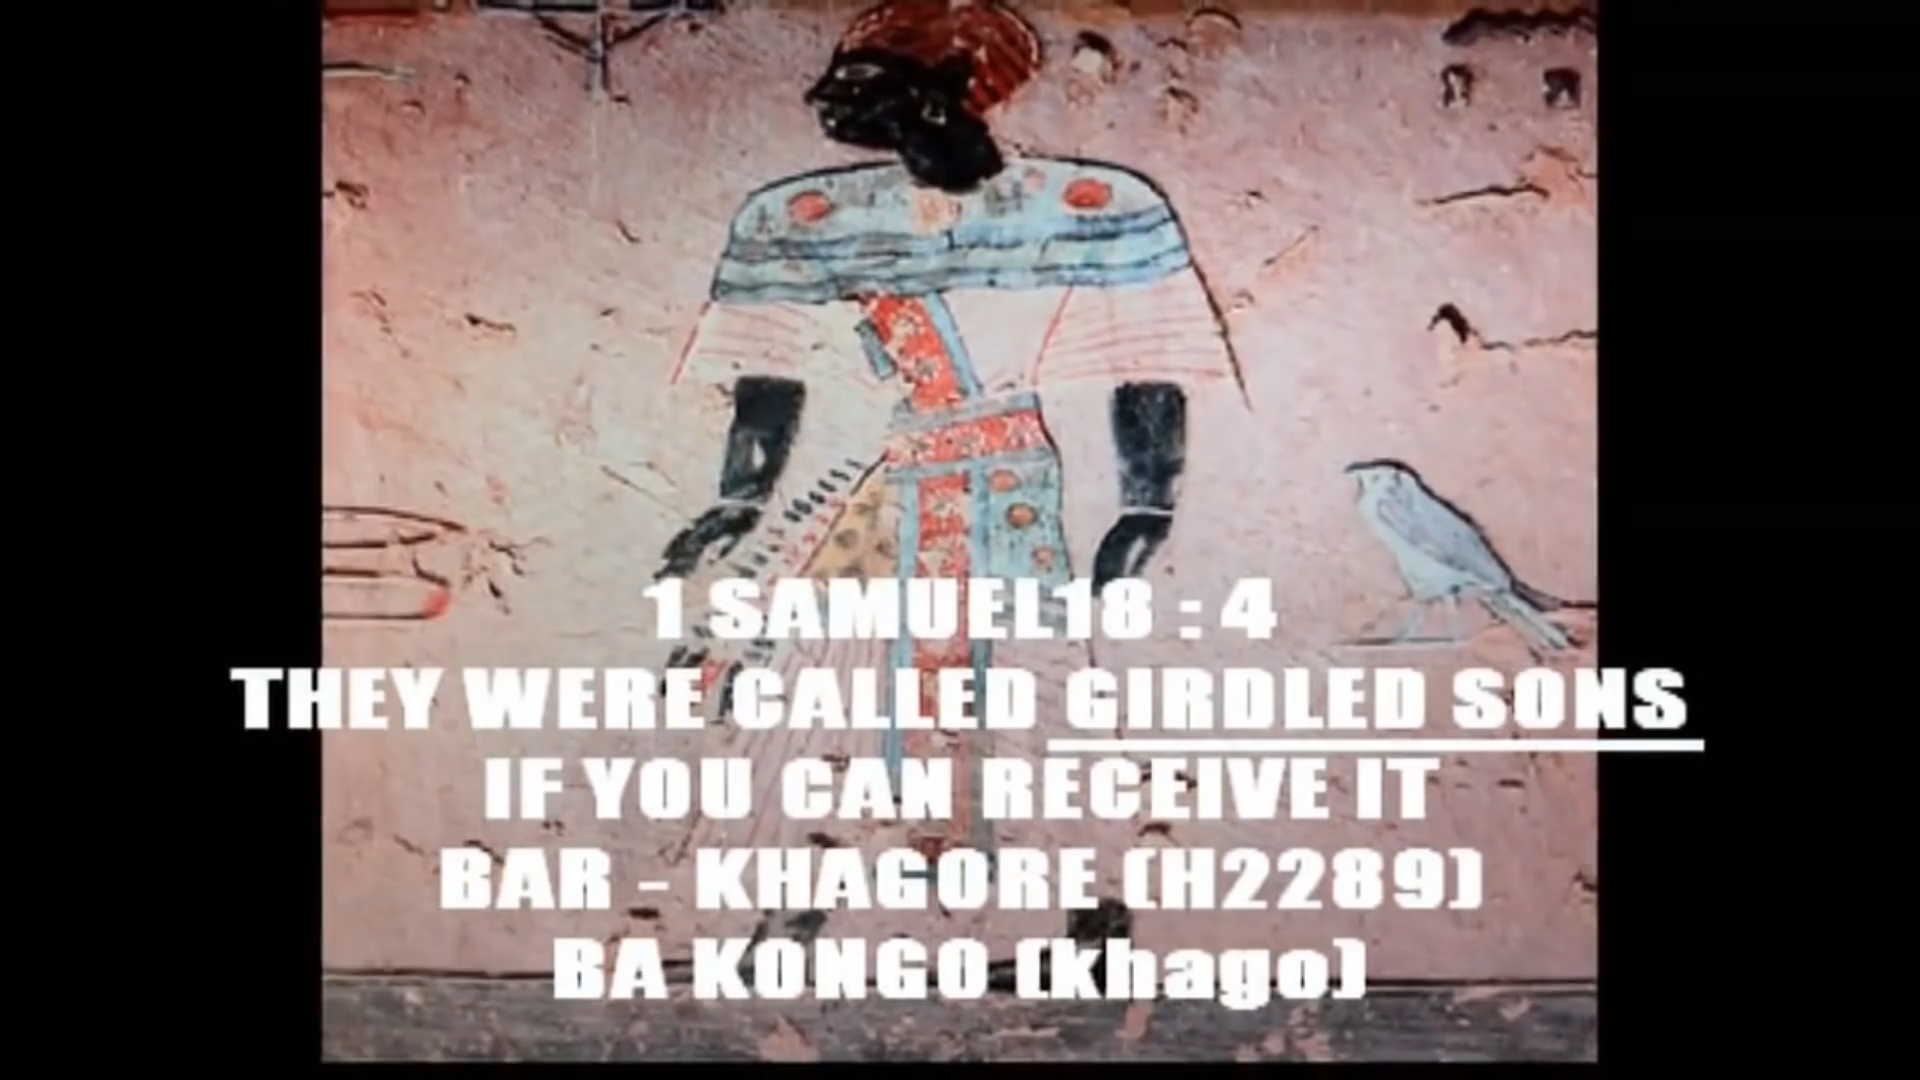 1 SAMUEL18 : 4
THEY WERE CALLED GIRDLED SONS
IF YOU CAN RECEIVE IT
BAR - KHAGORE (H2289)
BA KONGO (khago)